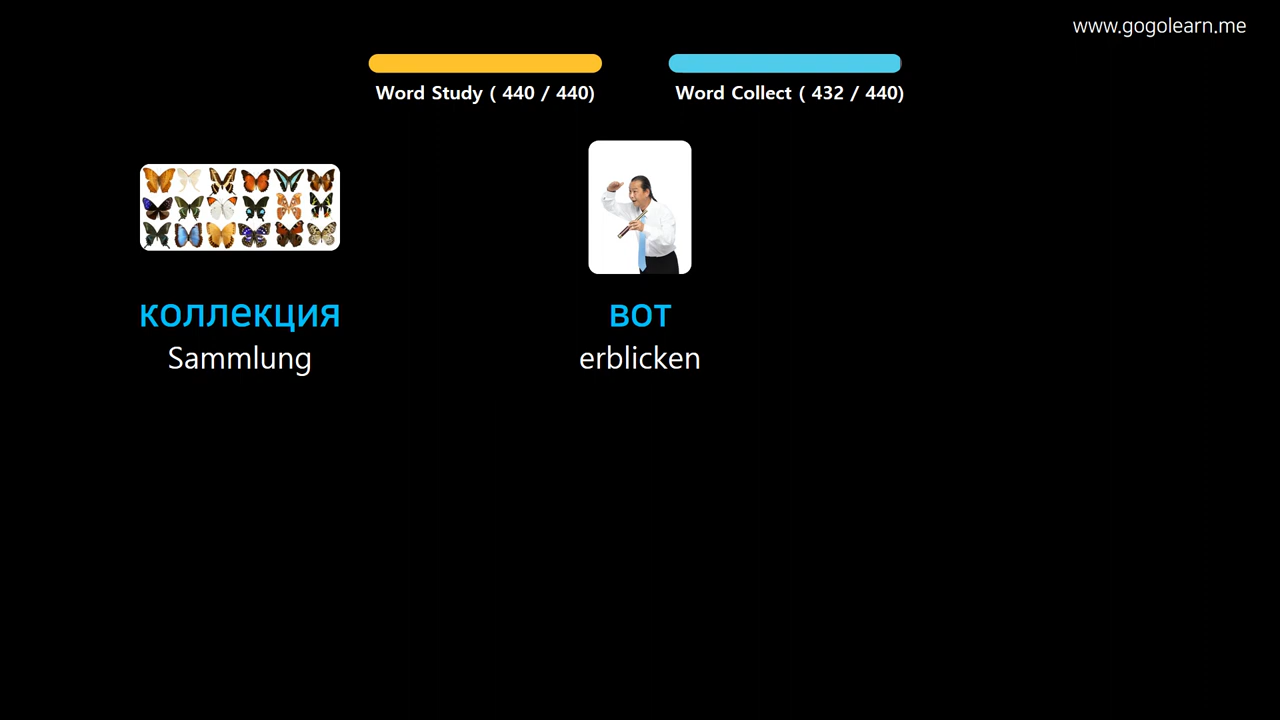 www.gogolearn.me
Word Study ( 440 / 440)
Word Collect ( 432 / 440)
коллекция
Sammlung
вот
erblicken